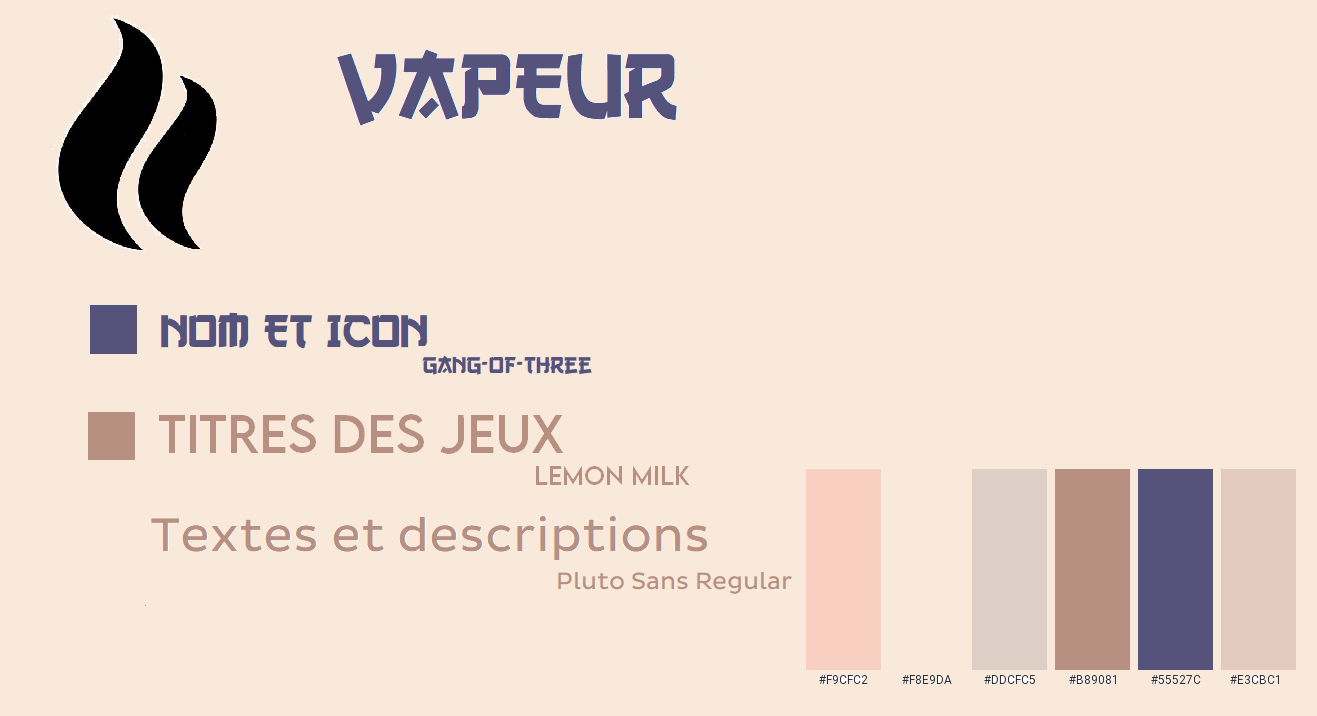 VAPEUR
NOM ET ICON
GANG-OF-THREE
TITRES DES JEUX
LEMON MILK
Textes et descriptions
Pluto Sans Regular
#F9CFC2 #F8E9DA #DDCFC5 #B89081 #55527C #E3CBC1